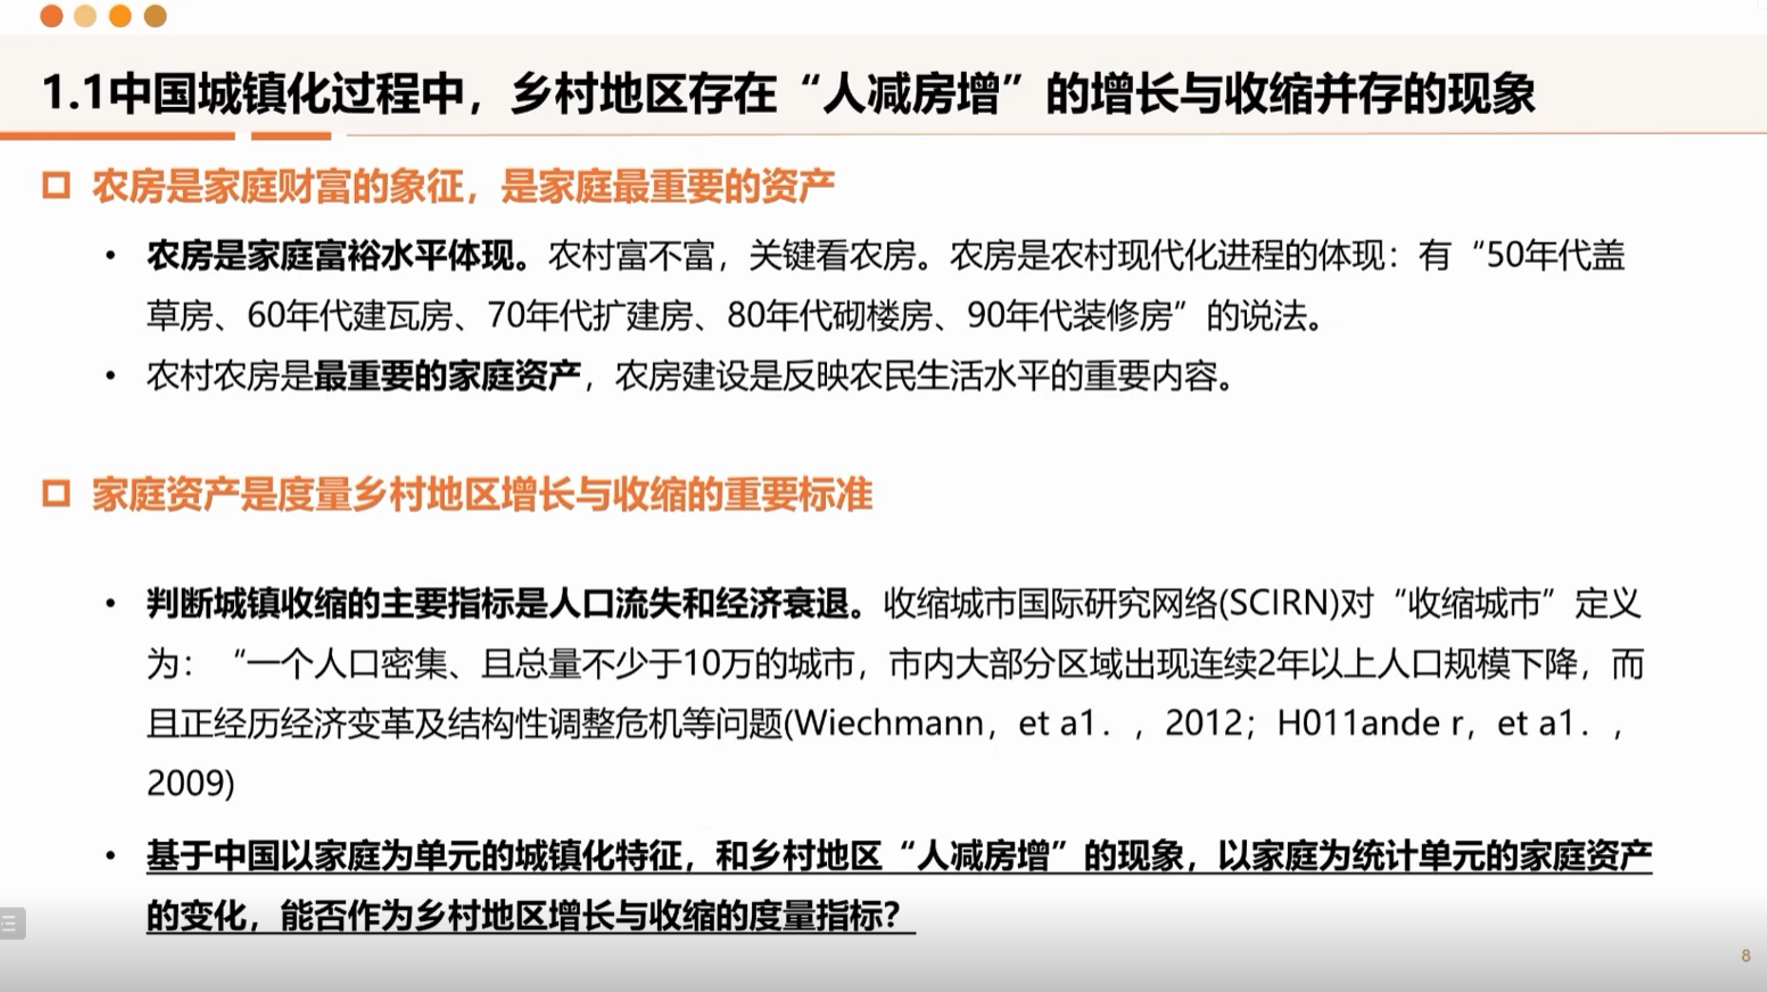 1.1中国城镇化过程中，乡村地区存在“人减房增”的增长与收缩并存的现象
农房是家庭财富的象征，是家庭最重要的资产
• 农房是家庭富裕水平体现。农村富不富，关键看农房。农房是农村现代化进程的体现：有“50年代盖
草房、60年代建瓦房、70年代扩建房、80年代砌楼房、90年代装修房”的说法。
• 农村农房是最重要的家庭资产，农房建设是反映农民生活水平的重要内容。
家庭资产是度量乡村地区增长与收缩的重要标准
• 判断城镇收缩的主要指标是人口流失和经济衰退。收缩城市国际研究网络(SCIRN)对“收缩城市”定义
为：“一个人口密集、且总量不少于10万的城市，市内大部分区域出现连续2年以上人口规模下降，而
且正经历经济变革及结构性调整危机等问题(Wiechmann，et a1．，2012；H011ande r，et a1．，
2009)
• 基于中国以家庭为单元的城镇化特征，和乡村地区“人减房增”的现象，以家庭为统计单元的家庭资产
的变化，能否作为乡村地区增长与收缩的度量指标？
8